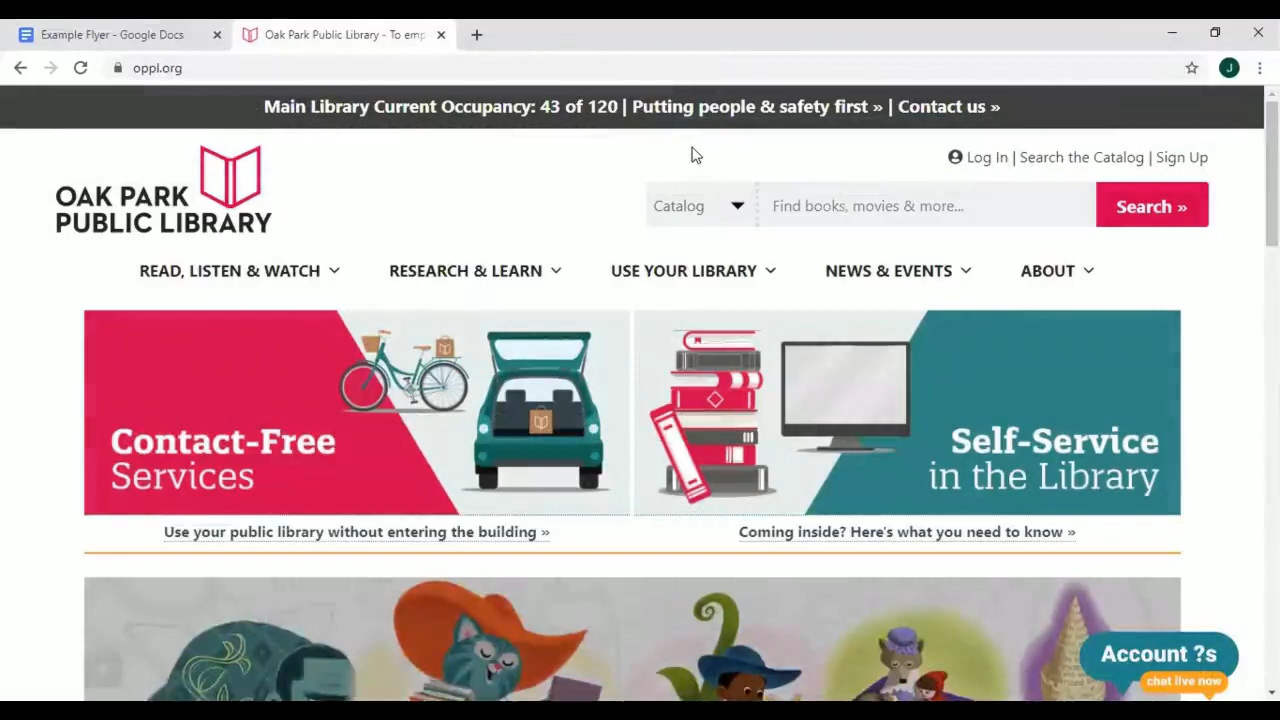 Example Flyer - Google Docs
Oak Park Public Library - To emp
oppl.org
J
Main Library Current Occupancy: 43 of 120 | Putting people & safety first » | Contact us »
Log In | Search the Catalog | Sign Up
OAK PARK
PUBLIC LIBRARY
Catalog
Find books, movies & more...
Search »
READ, LISTEN & WATCH
RESEARCH & LEARN
USE YOUR LIBRARY
NEWS & EVENTS
ABOUT
Contact-Free
Services
Self-Service
in the Library
Use your public library without entering the building »
Coming inside? Here's what you need to know »
Account ?s
chat live now